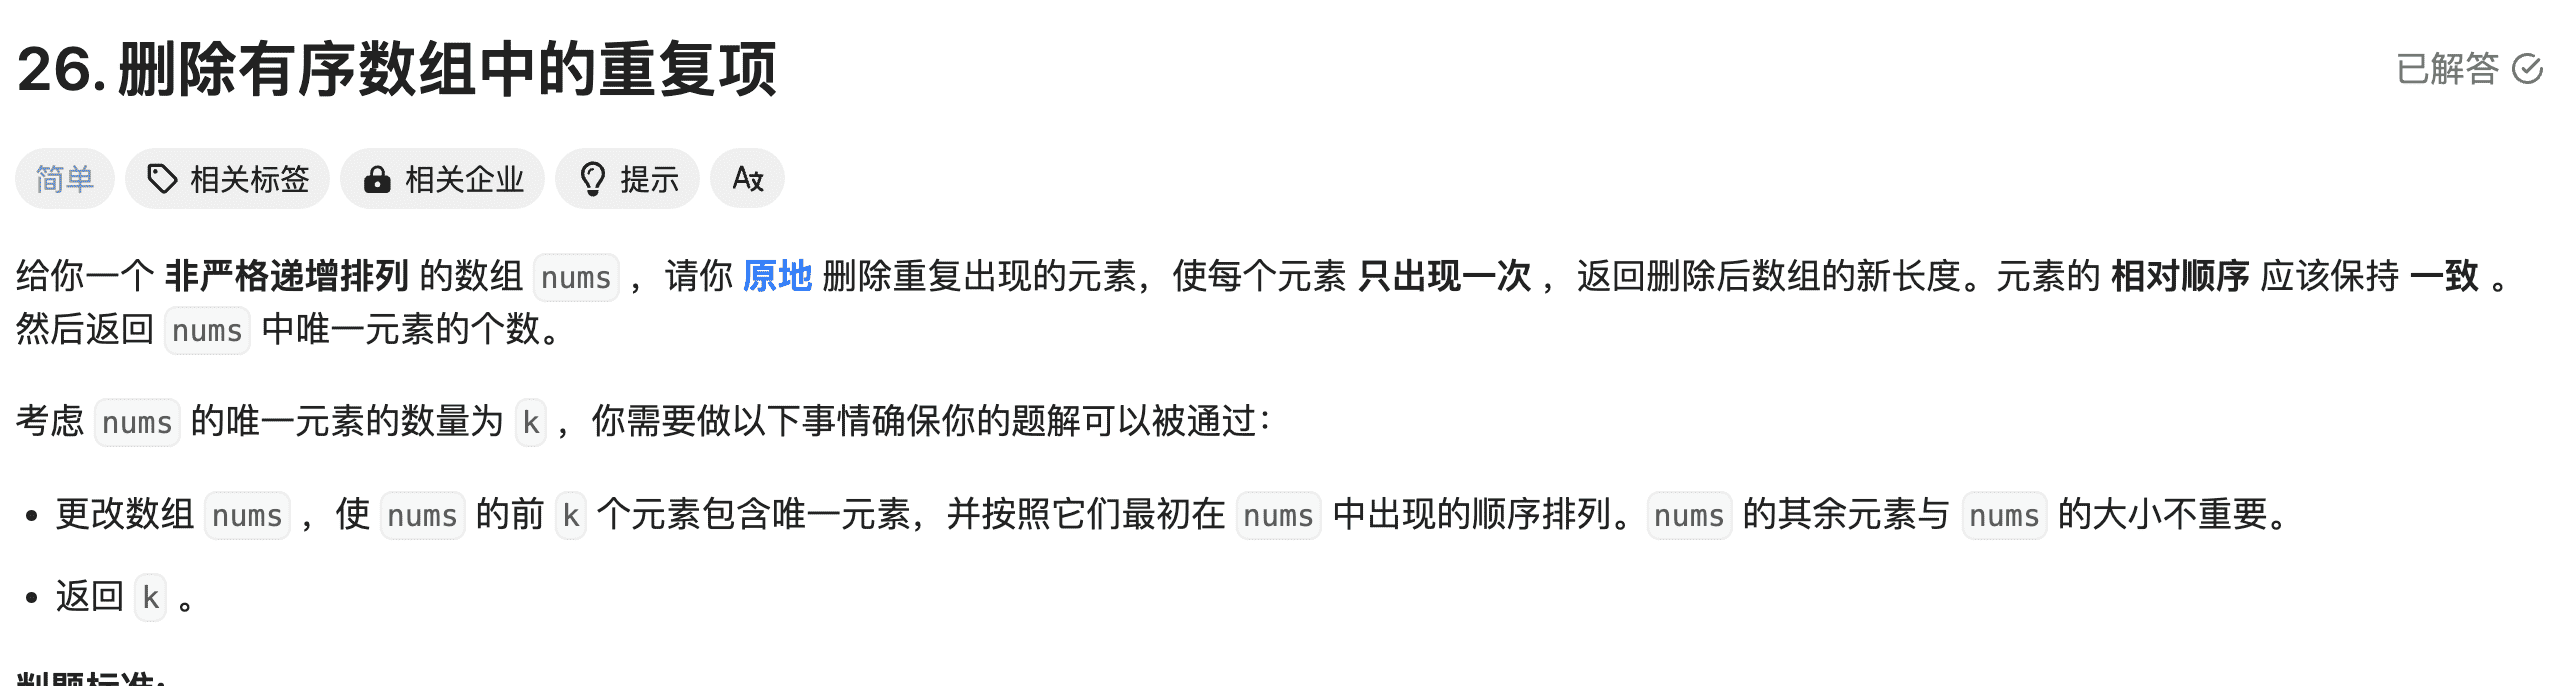 26. 删除有序数组中的重复项
已解答
简单 相关标签 相关企业 提示
给你一个 非严格递增排列 的数组 nums ，请你 原地 删除重复出现的元素，使每个元素 只出现一次 ，返回删除后数组的新长度。元素的 相对顺序 应该保持 一致 。
然后返回 nums 中唯一元素的个数。
考虑 nums 的唯一元素的数量为 k ，你需要做以下事情确保你的题解可以被通过：
• 更改数组 nums ，使 nums 的前 k 个元素包含唯一元素，并按照它们最初在 nums 中出现的顺序排列。nums 的其余元素与 nums 的大小不重要。
• 返回 k 。
判题标准: